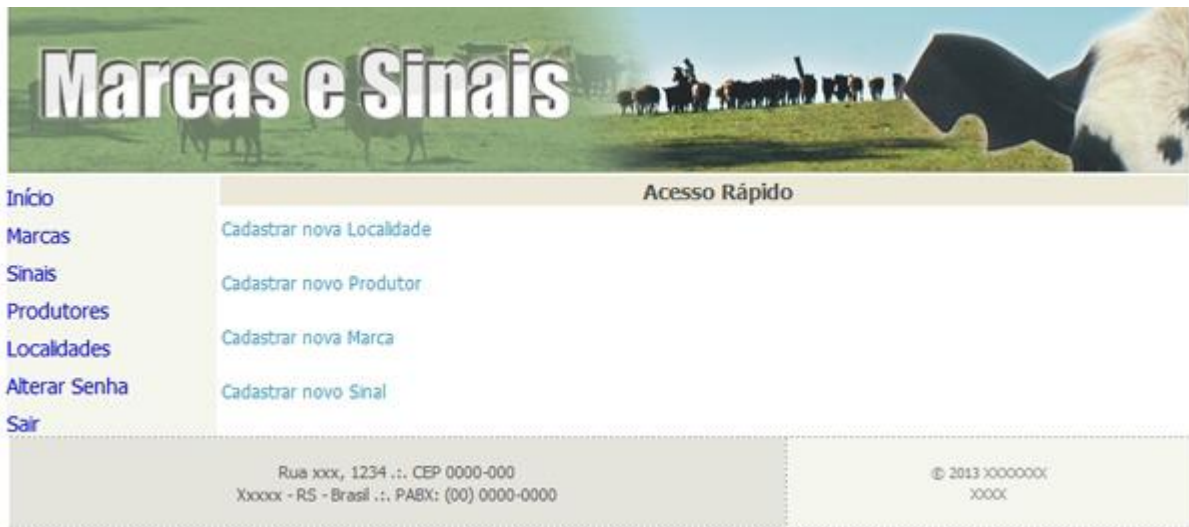 Marcas e Sinais
Início
Marcas
Sinais
Produtores
Localidades
Alterar Senha
Sair
Acesso Rápido
Cadastrar nova Localidade
Cadastrar novo Produtor
Cadastrar nova Marca
Cadastrar novo Sinal
Rua xxx, 1234 .:. CEP 0000-000
Xxxxx - RS - Brasil .:. PABX: (00) 0000-0000
© 2013 XXXXXXX
XXXX